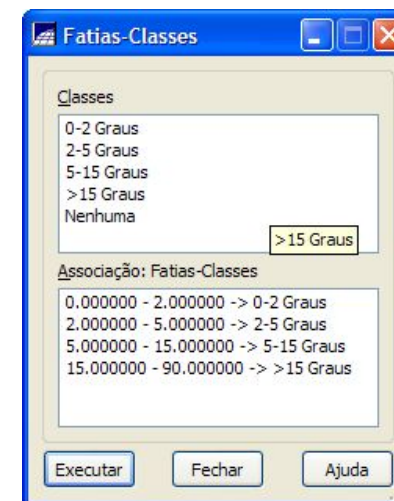 Fatias-Classes
Classes
0-2 Graus
2-5 Graus
5-15 Graus
>15 Graus
Nenhuma
>15 Graus
Associação: Fatias-Classes
0.000000 - 2.000000 -> 0-2 Graus
2.000000 - 5.000000 -> 2-5 Graus
5.000000 - 15.000000 -> 5-15 Graus
15.000000 - 90.000000 -> >15 Graus
Executar Fechar Ajuda